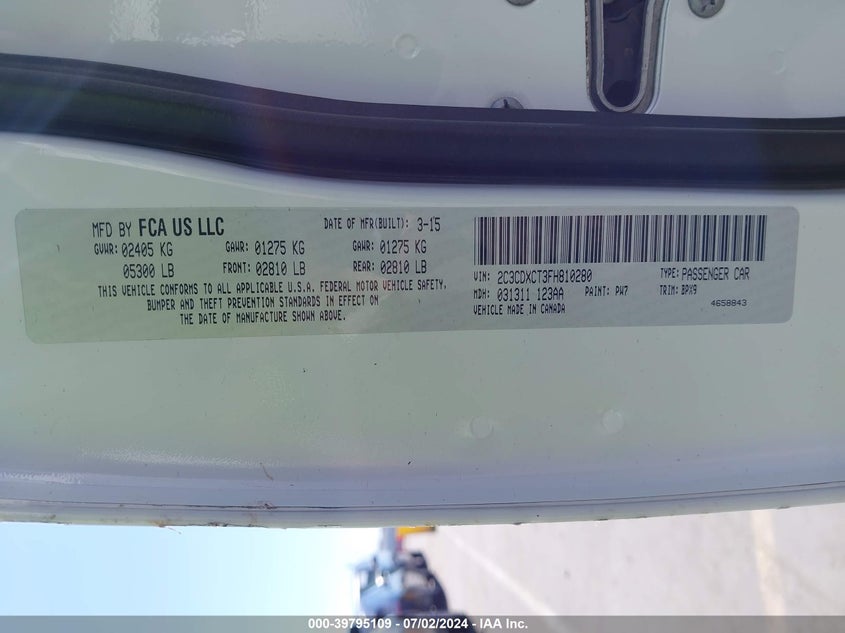 MFD BY FCA US LLC DATE OF MFR(BUILT): 3-15
GVWR: 02405 KG GAWR: 01275 KG GAWR: 01275 KG
05300 LB FRONT: 02810 LB REAR: 02810 LB
THIS VEHICLE CONFORMS TO ALL APPLICABLE U.S.A. FEDERAL MOTOR VEHICLE SAFETY,
BUMPER AND THEFT PREVENTION STANDARDS IN EFFECT ON
THE DATE OF MANUFACTURE SHOWN ABOVE.
VIN: 2C3CDXCT3FH810280 TYPE: PASSENGER CAR
MDH: 031311 123AA PAINT: PW7 TRIM: BPX9
VEHICLE MADE IN CANADA 4658843
000-39795109 - 07/02/2024 - IAA Inc.